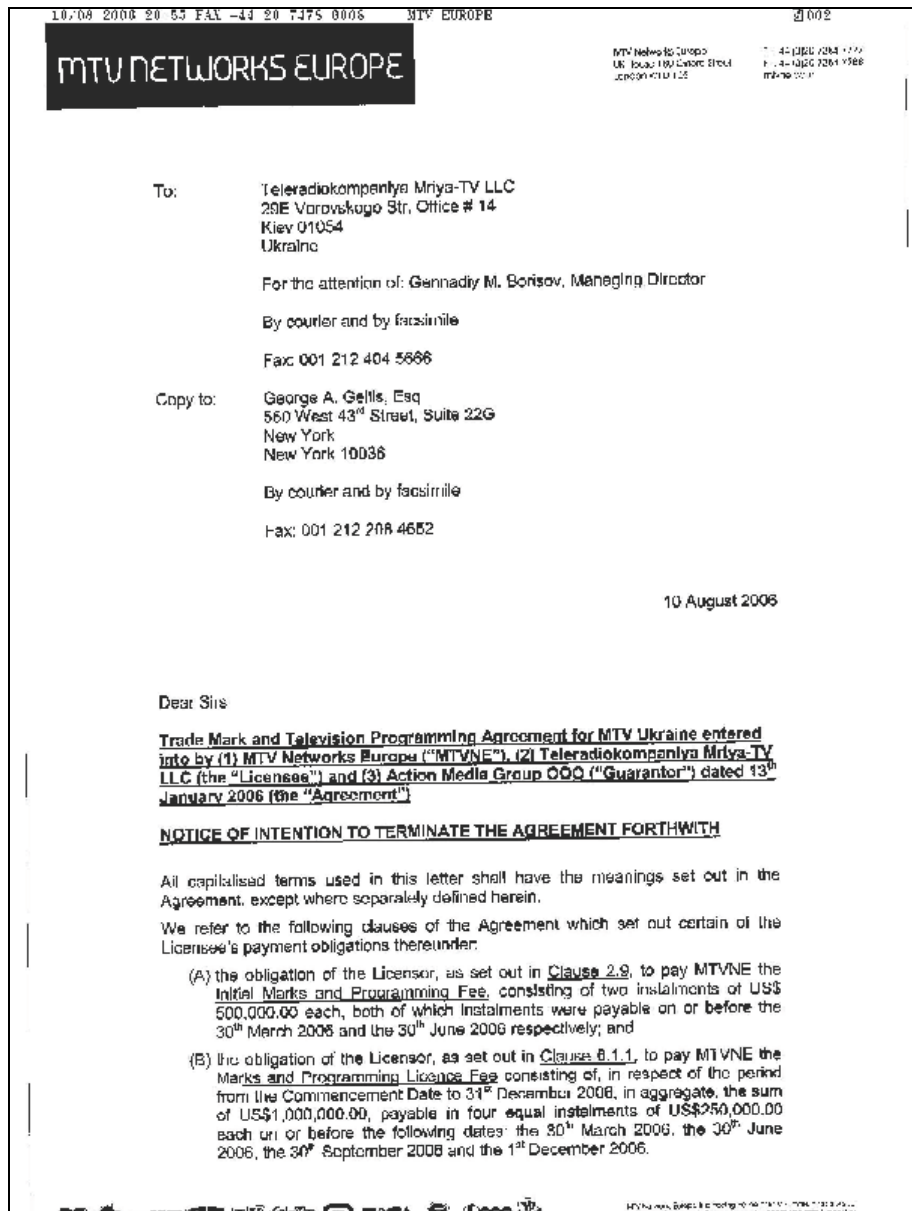 10/08 2006 20 53 FAX -44 20 7478 6008 MTV EUROPE 002
MTV NETWORKS EUROPE
MTV Networks Europe
London
To: Teleradiokompaniya Mriya-TV LLC
29E Vorovskogo Str, Office # 14
Kiev 01054
Ukraine
For the attention of: Gennadiy M. Borisov, Managing Director
By courier and by facsimile
Fax: 001 212 404 5666
Copy to: George A. Gellis, Esq
560 West 43rd Street, Suite 22G
New York
New York 10036
By courier and by facsimile
Fax: 001 212 208 4652
10 August 2006
Dear Sirs
Trade Mark and Television Programming Agreement for MTV Ukraine entered
into by (1) MTV Networks Europe ("MTVNE"), (2) Teleradiokompaniya Mriya-TV
LLC (the "Licensee") and (3) Action Media Group OOO ("Guarantor") dated 13th
January 2006 (the "Agreement")
NOTICE OF INTENTION TO TERMINATE THE AGREEMENT FORTHWITH
All capitalised terms used in this letter shall have the meanings set out in the
Agreement, except where separately defined herein.
We refer to the following clauses of the Agreement which set out certain of the
Licensee's payment obligations thereunder:
(A) the obligation of the Licensor, as set out in Clause 2.9, to pay MTVNE the
Initial Marks and Programming Fee, consisting of two instalments of US$
500,000.00 each, both of which instalments were payable on or before the
30th March 2006 and the 30th June 2006 respectively; and
(B) the obligation of the Licensor, as set out in Clause 8.1.1, to pay MTVNE the
Marks and Programming Licence Fee consisting of, in respect of the period
from the Commencement Date to 31st December 2006, in aggregate, the sum
of US$1,000,000.00, payable in four equal instalments of US$250,000.00
each on or before the following dates: the 30th March 2006, the 30th June
2006, the 30th September 2006 and the 1st December 2006.